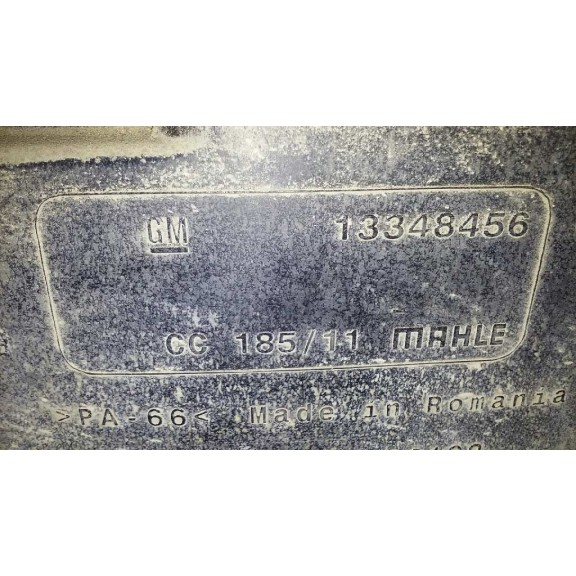 GM 13348456
CC 185/11 MAHLE
>PA-66< Made in Romania